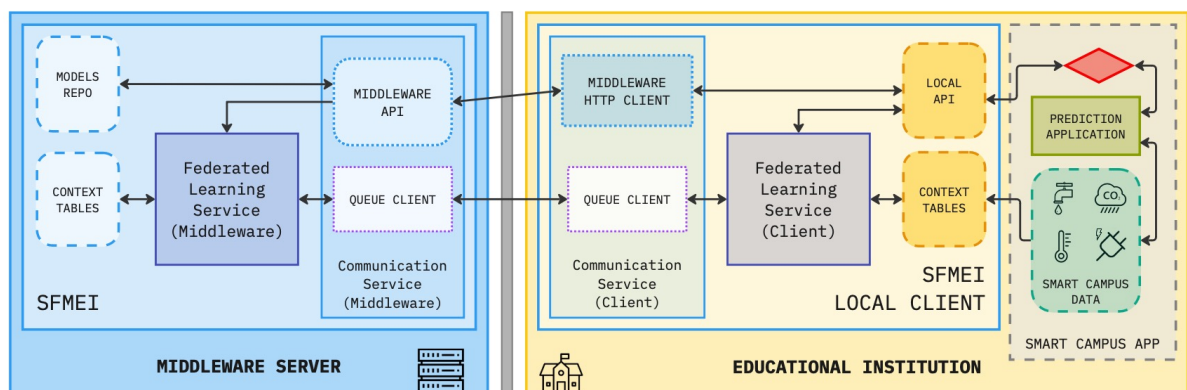 MODELS
REPO
MIDDLEWARE
API
CONTEXT
TABLES
Federated
Learning
Service
(Middleware)
QUEUE CLIENT
Communication
Service
(Middleware)
SFMEI
MIDDLEWARE SERVER
MIDDLEWARE
HTTP CLIENT
QUEUE CLIENT
Communication
Service
(Client)
Federated
Learning
Service
(Client)
LOCAL
API
CONTEXT
TABLES
SFMEI
LOCAL CLIENT
EDUCATIONAL INSTITUTION
PREDICTION
APPLICATION
CO₂
SMART CAMPUS
DATA
SMART CAMPUS APP